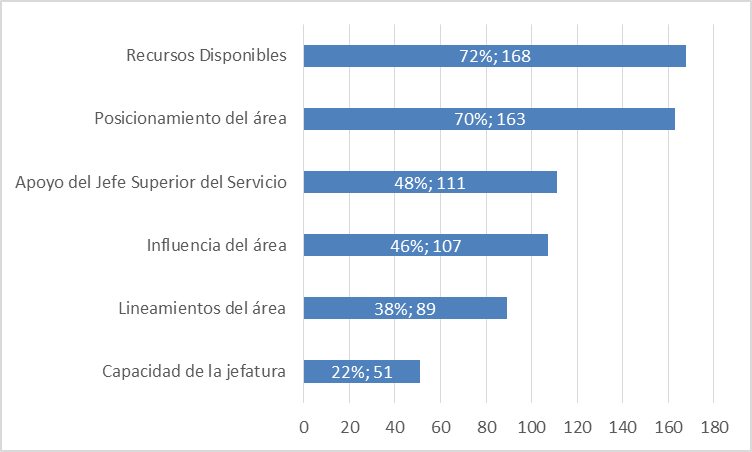 Recursos Disponibles
72%; 168
Posicionamiento del área
70%; 163
Apoyo del Jefe Superior del Servicio
48%; 111
Influencia del área
46%; 107
Lineamientos del área
38%; 89
Capacidad de la jefatura
22%; 51
0 20 40 60 80 100 120 140 160 180